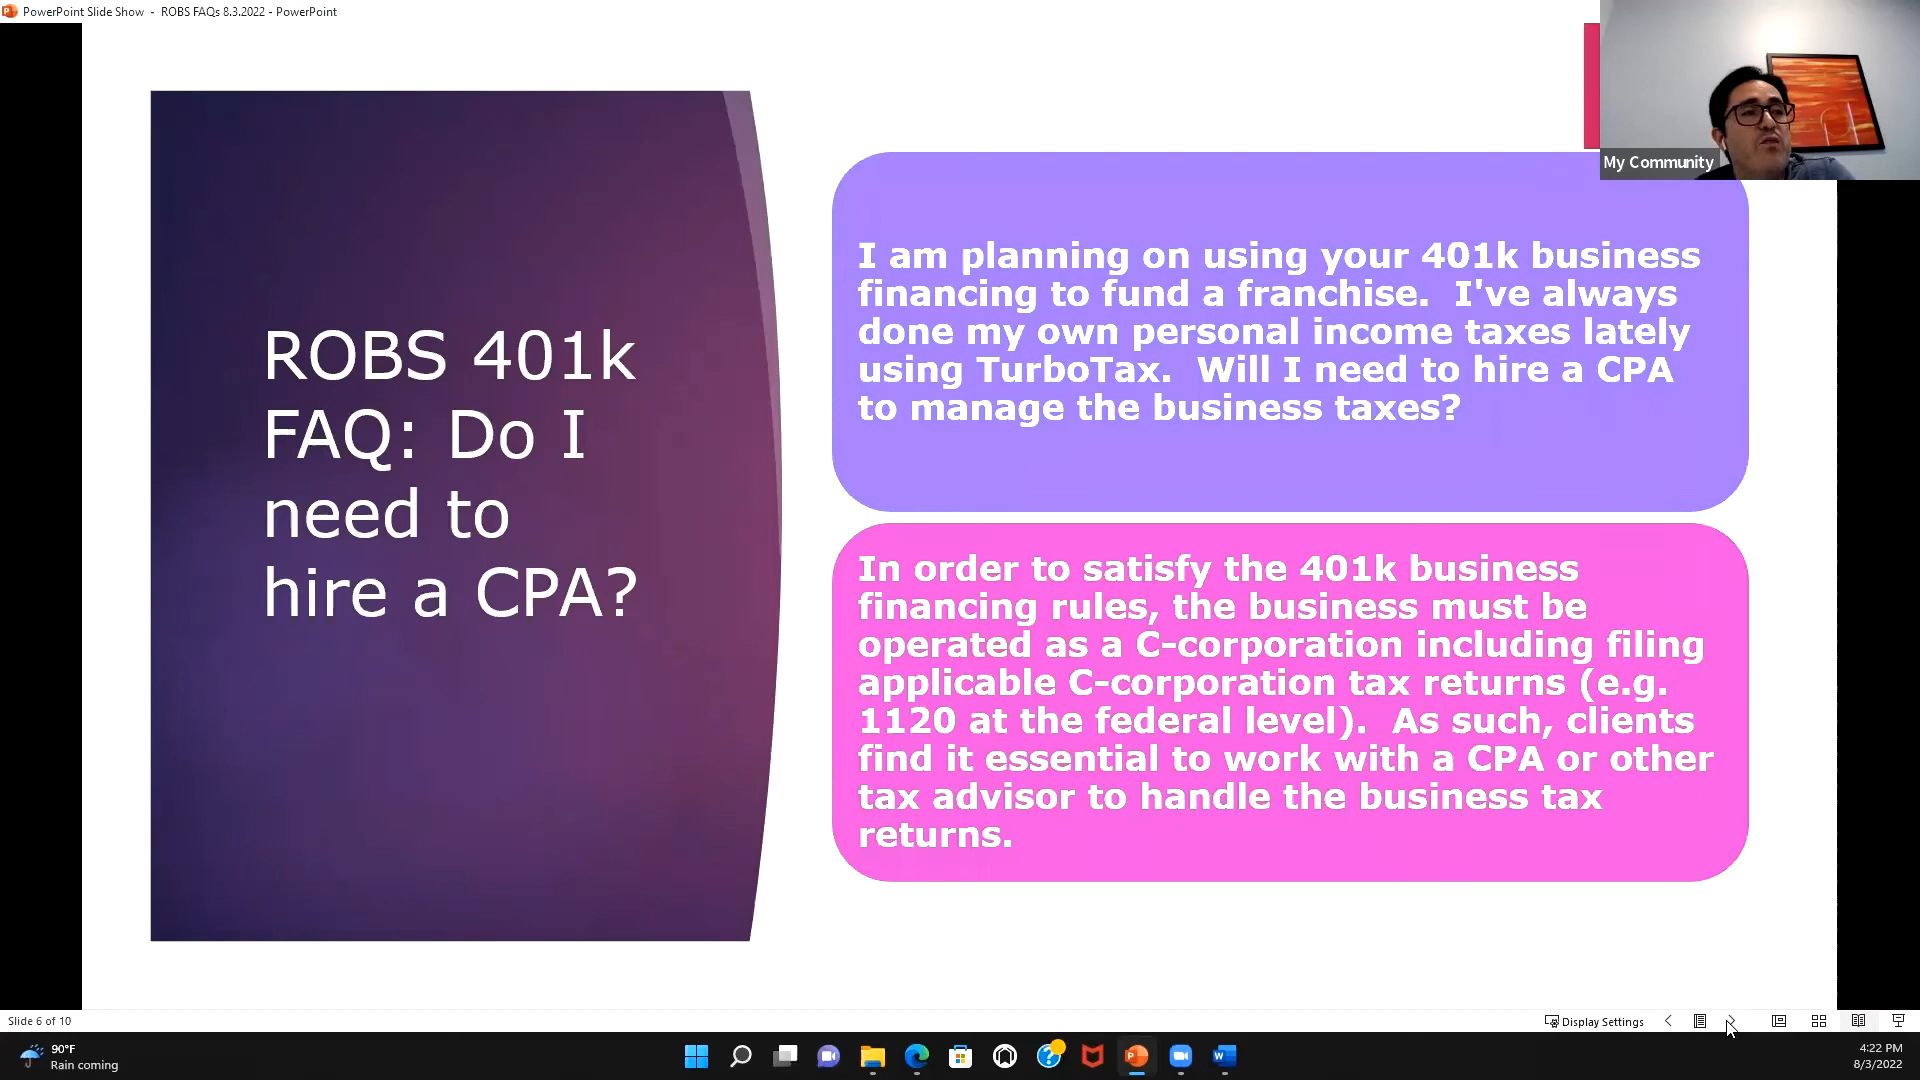 PowerPoint Slide Show - ROBS FAQs 8.3.2022 - PowerPoint
My Community
ROBS 401k
FAQ: Do I
need to
hire a CPA?
I am planning on using your 401k business
financing to fund a franchise. I've always
done my own personal income taxes lately
using TurboTax. Will I need to hire a CPA
to manage the business taxes?
In order to satisfy the 401k business
financing rules, the business must be
operated as a C-corporation including filing
applicable C-corporation tax returns (e.g.
1120 at the federal level). As such, clients
find it essential to work with a CPA or other
tax advisor to handle the business tax
returns.
Slide 6 of 10
Display Settings
90°F
Rain coming
4:22 PM
8/3/2022